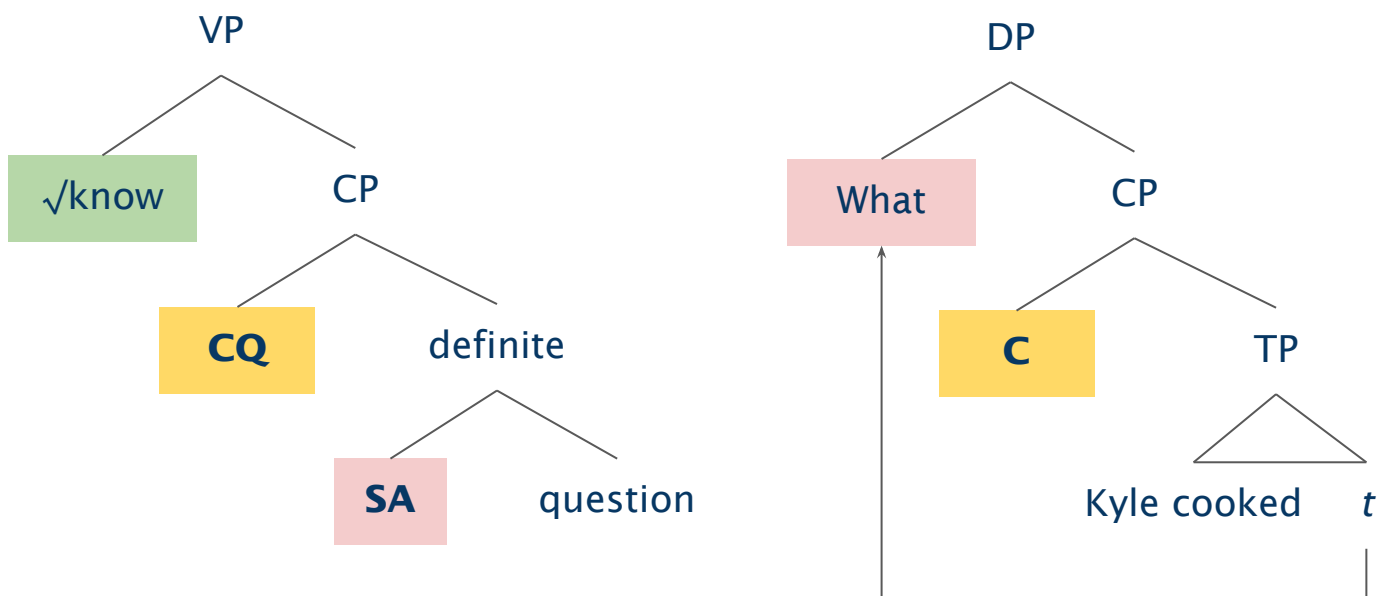 VP
√know
CP
CQ
definite
SA
question
DP
What
CP
C
TP
Kyle cooked t